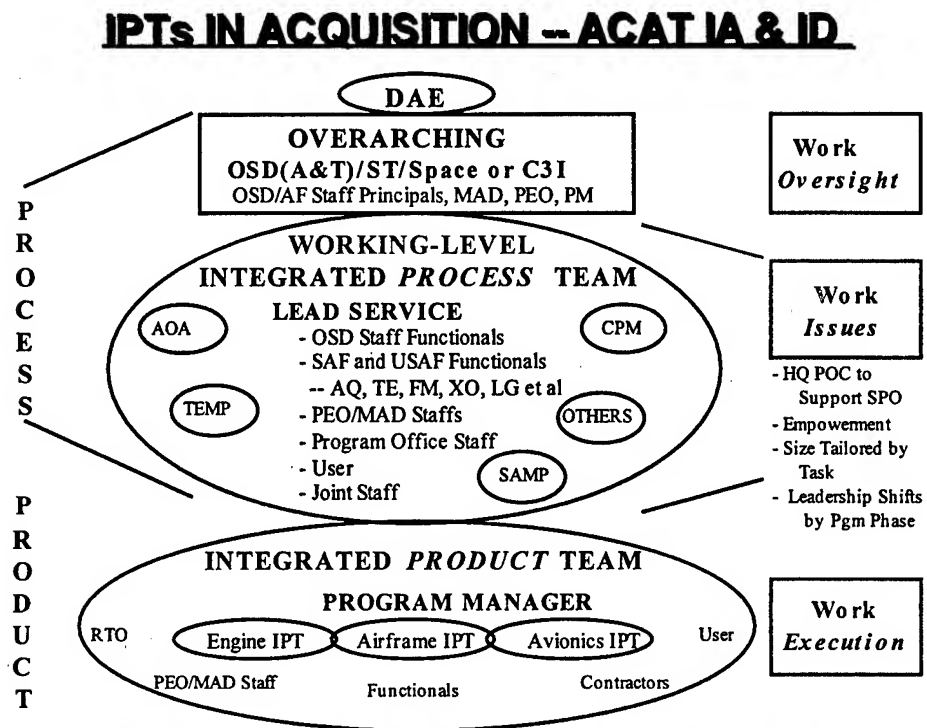 IPTs IN ACQUISITION -- ACAT IA & ID
DAE
OVERARCHING
OSD(A&T)/ST/Space or C3I
OSD/AF Staff Principals, MAD, PEO, PM
Work
Oversight
PROCESS
WORKING-LEVEL
INTEGRATED PROCESS TEAM
LEAD SERVICE
- OSD Staff Functionals
- SAF and USAF Functionals
-- AQ, TE, FM, XO, LG et al
- PEO/MAD Staffs
- Program Office Staff
- User
- Joint Staff
AOA
TEMP
CPM
OTHERS
SAMP
Work
Issues
- HQ POC to
Support SPO
- Empowerment
- Size Tailored by
Task
- Leadership Shifts
by Pgm Phase
PRODUCT
INTEGRATED PRODUCT TEAM
PROGRAM MANAGER
RTO
Engine IPT
Airframe IPT
Avionics IPT
User
PEO/MAD Staff
Functionals
Contractors
Work
Execution